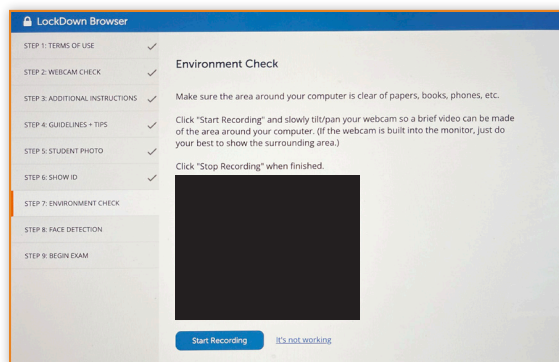 LockDown Browser
STEP 1: TERMS OF USE
STEP 2: WEBCAM CHECK
STEP 3: ADDITIONAL INSTRUCTIONS
STEP 4: GUIDELINES + TIPS
STEP 5: STUDENT PHOTO
STEP 6: SHOW ID
STEP 7: ENVIRONMENT CHECK
STEP 8: FACE DETECTION
STEP 9: BEGIN EXAM
Environment Check
Make sure the area around your computer is clear of papers, books, phones, etc.
Click "Start Recording" and slowly tilt/pan your webcam so a brief video can be made
of the area around your computer. (If the webcam is built into the monitor, just do
your best to show the surrounding area.)
Click "Stop Recording" when finished.
Start Recording
It's not working